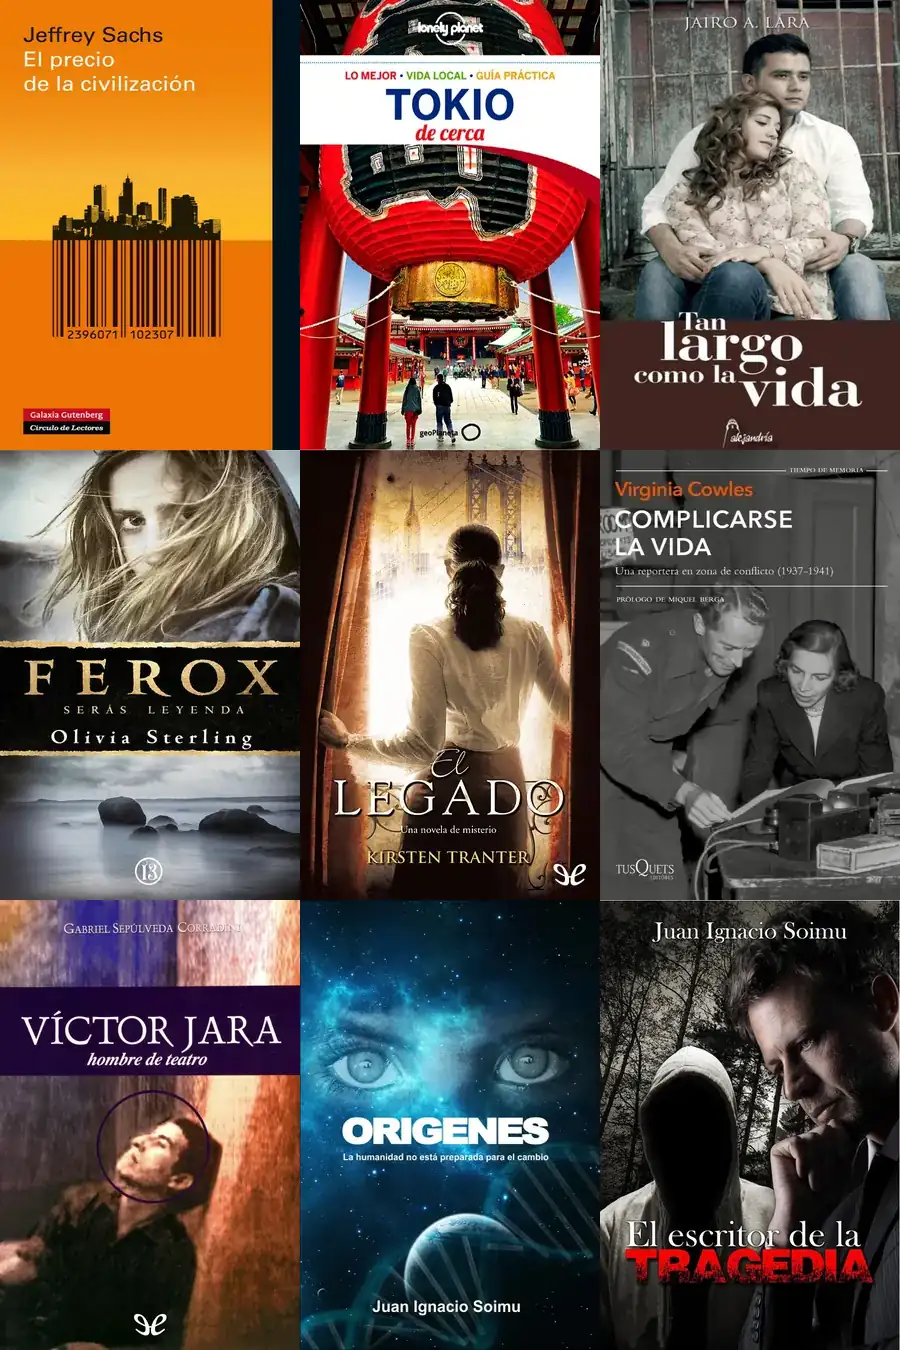 Jeffrey Sachs
El precio
de la civilización
2396071 102307
Galaxia Gutenberg
Círculo de Lectores
lonely planet
LO MEJOR • VIDA LOCAL • GUÍA PRÁCTICA
TOKIO
de cerca
geoPlaneta
JAIRO A. LARA
Tan
largo
como la
vida
alejandría
FEROX
SERÁS LEYENDA
Olivia Sterling
13
El
LEGADO
Una novela de misterio
KIRSTEN TRANTER
TIEMPO DE MEMORIA
Virginia Cowles
COMPLICARSE
LA VIDA
Una reportera en zona de conflicto (1937-1941)
PRÓLOGO DE MIQUEL BERGA
TUSQUETS
EDITORES
GABRIEL SEPÚLVEDA CORRADINI
VÍCTOR JARA
hombre de teatro
ORIGENES
La humanidad no está preparada para el cambio
Juan Ignacio Soimu
Juan Ignacio Soimu
El escritor de la
TRAGEDIA